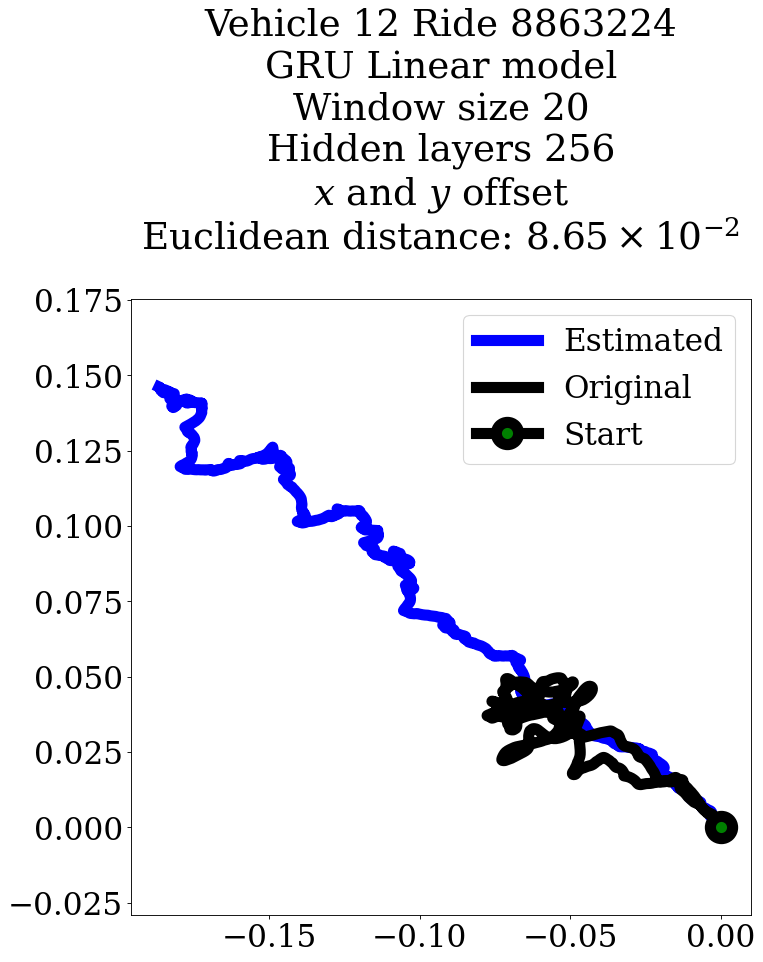 Vehicle 12 Ride 8863224
GRU Linear model
Window size 20
Hidden layers 256
x and y offset
Euclidean distance: 8.65 × 10⁻²
0.175
Estimated
0.150
Original
0.125
Start
0.100
0.075
0.050
0.025
0.000
−0.025
−0.15 −0.10 −0.05 0.00